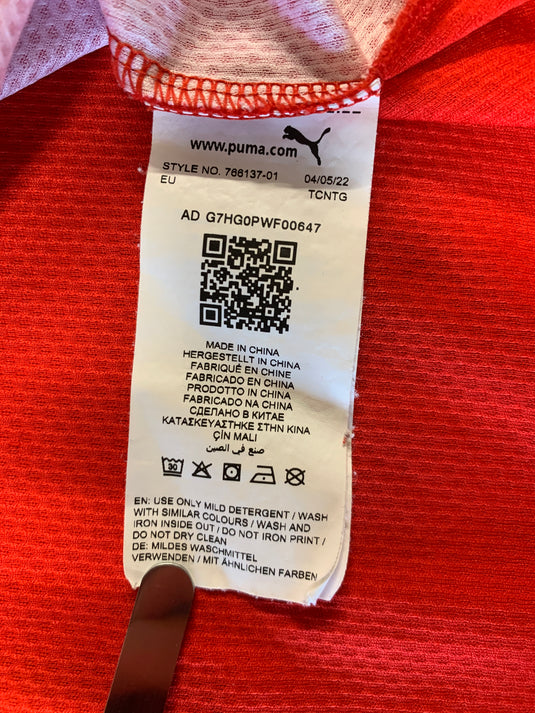 www.puma.com
STYLE NO. 766137-01 04/05/22
EU TCNTG
AD G7HG0PWF00647
MADE IN CHINA
HERGESTELLT IN CHINA
FABRIQUÉ EN CHINE
FABRICADO EN CHINA
PRODOTTO IN CHINA
FABRICADO NA CHINA
СДЕЛАНО В КИТАЕ
ΚΑΤΑΣΚΕΥΑΣΤΗΚΕ ΣΤΗΝ ΚΙΝΑ
ÇİN MALI
صنع في الصين
30
EN: USE ONLY MILD DETERGENT / WASH
WITH SIMILAR COLOURS / WASH AND
IRON INSIDE OUT / DO NOT IRON PRINT /
DO NOT DRY CLEAN
DE: MILDES WASCHMITTEL
VERWENDEN / MIT ÄHNLICHEN FARBEN